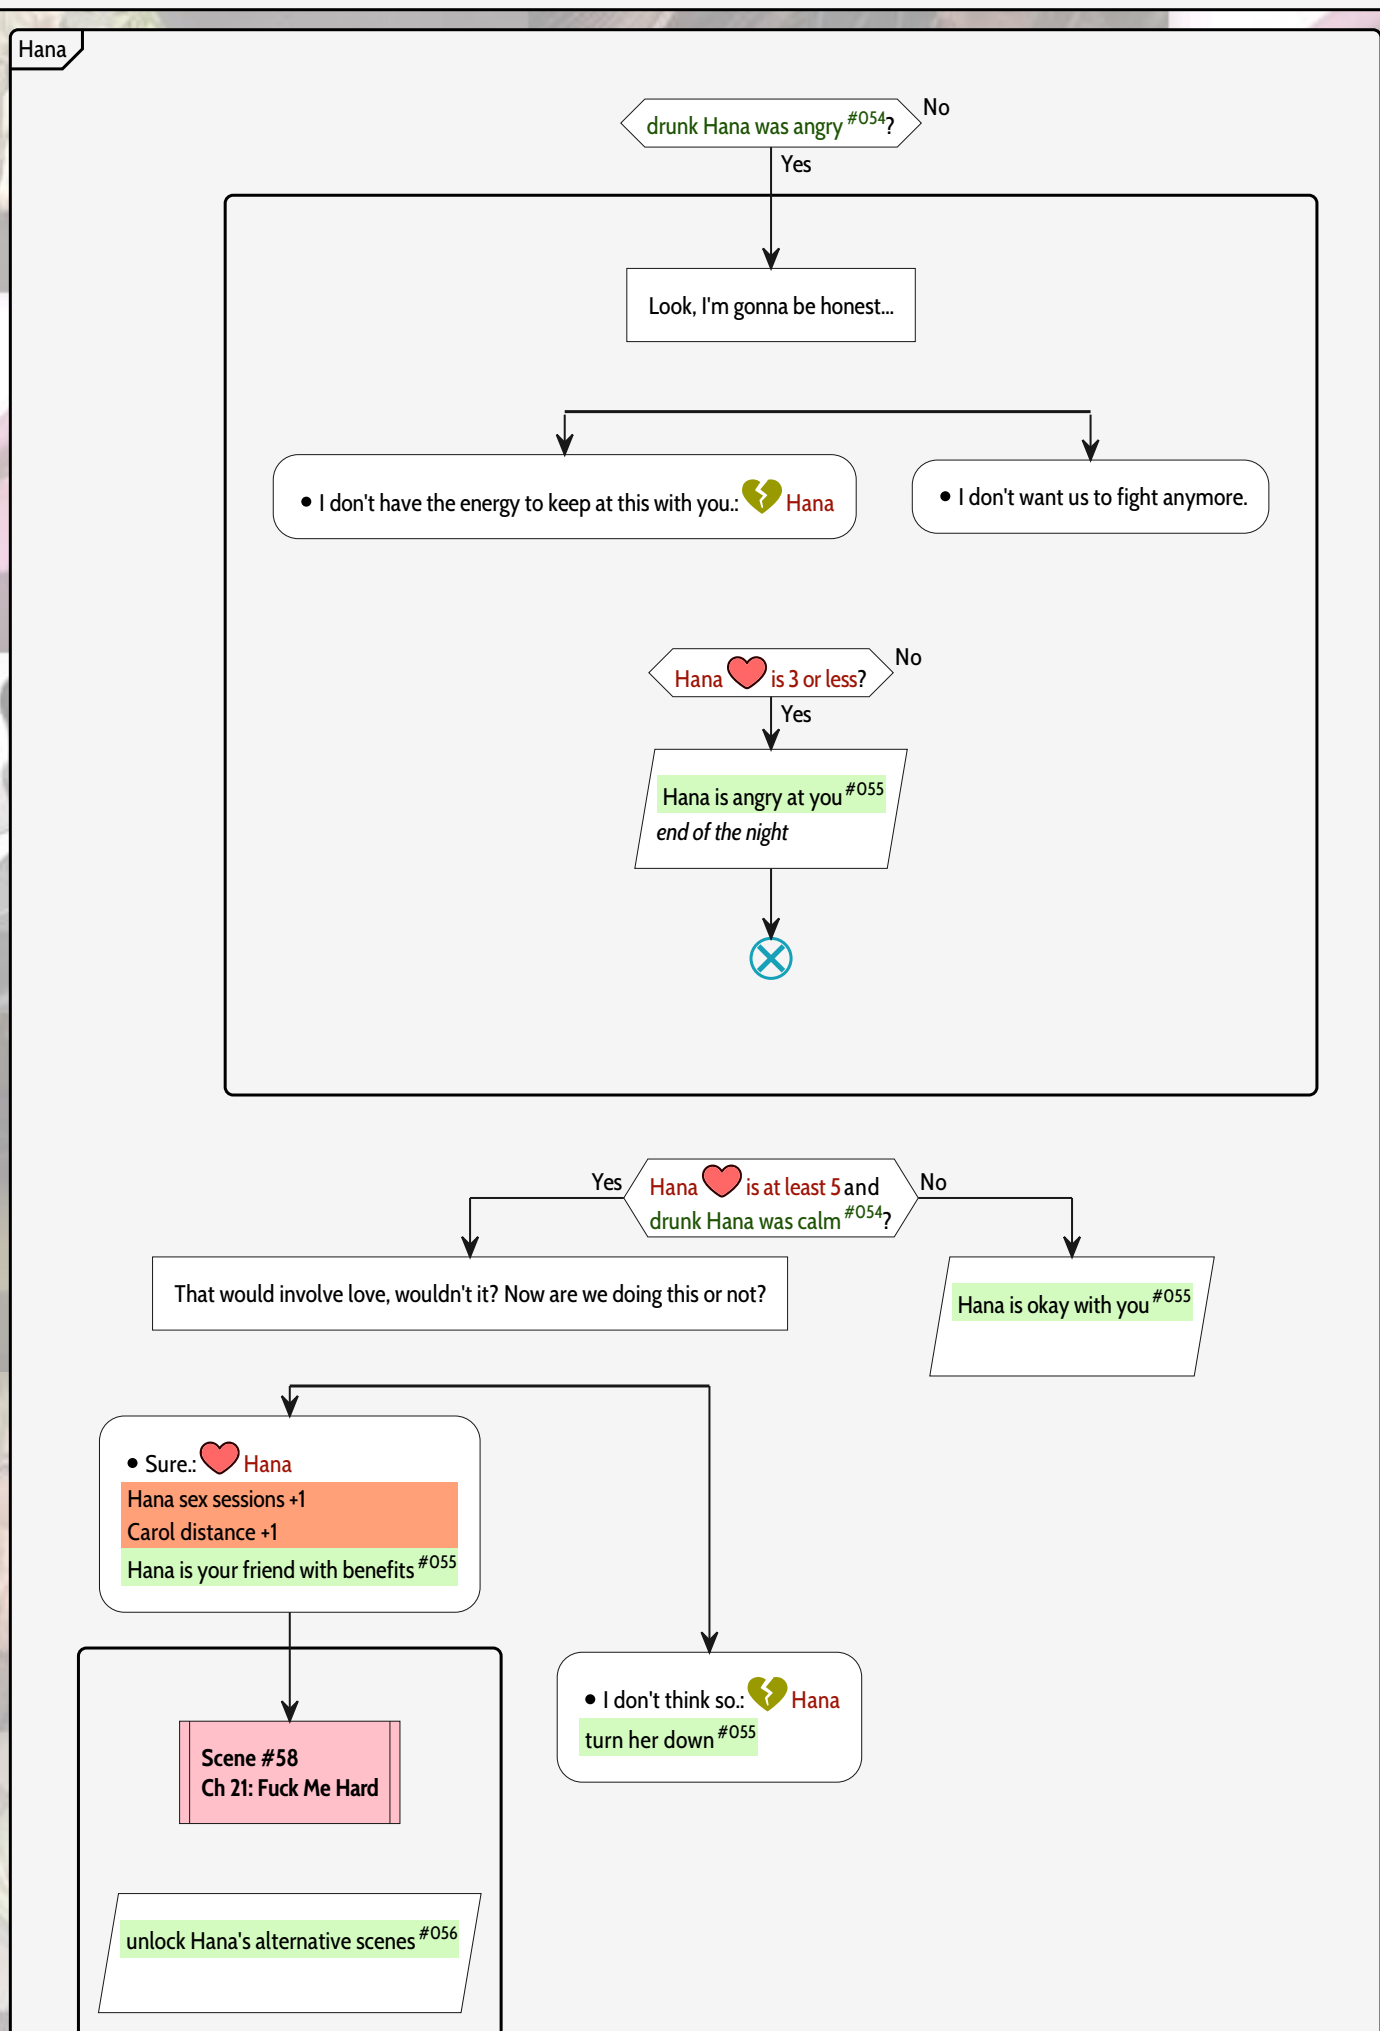 Hana
drunk Hana was angry #054?
No
Yes
Look, I'm gonna be honest...
• I don't have the energy to keep at this with you.: Hana
• I don't want us to fight anymore.
Hana is 3 or less?
No
Yes
Hana is angry at you #055
end of the night
Yes
Hana is at least 5 and
drunk Hana was calm #054?
No
That would involve love, wouldn't it? Now are we doing this or not?
Hana is okay with you #055
• Sure.: Hana
Hana sex sessions +1
Carol distance +1
Hana is your friend with benefits #055
• I don't think so.: Hana
turn her down #055
Scene #58
Ch 21: Fuck Me Hard
unlock Hana's alternative scenes #056